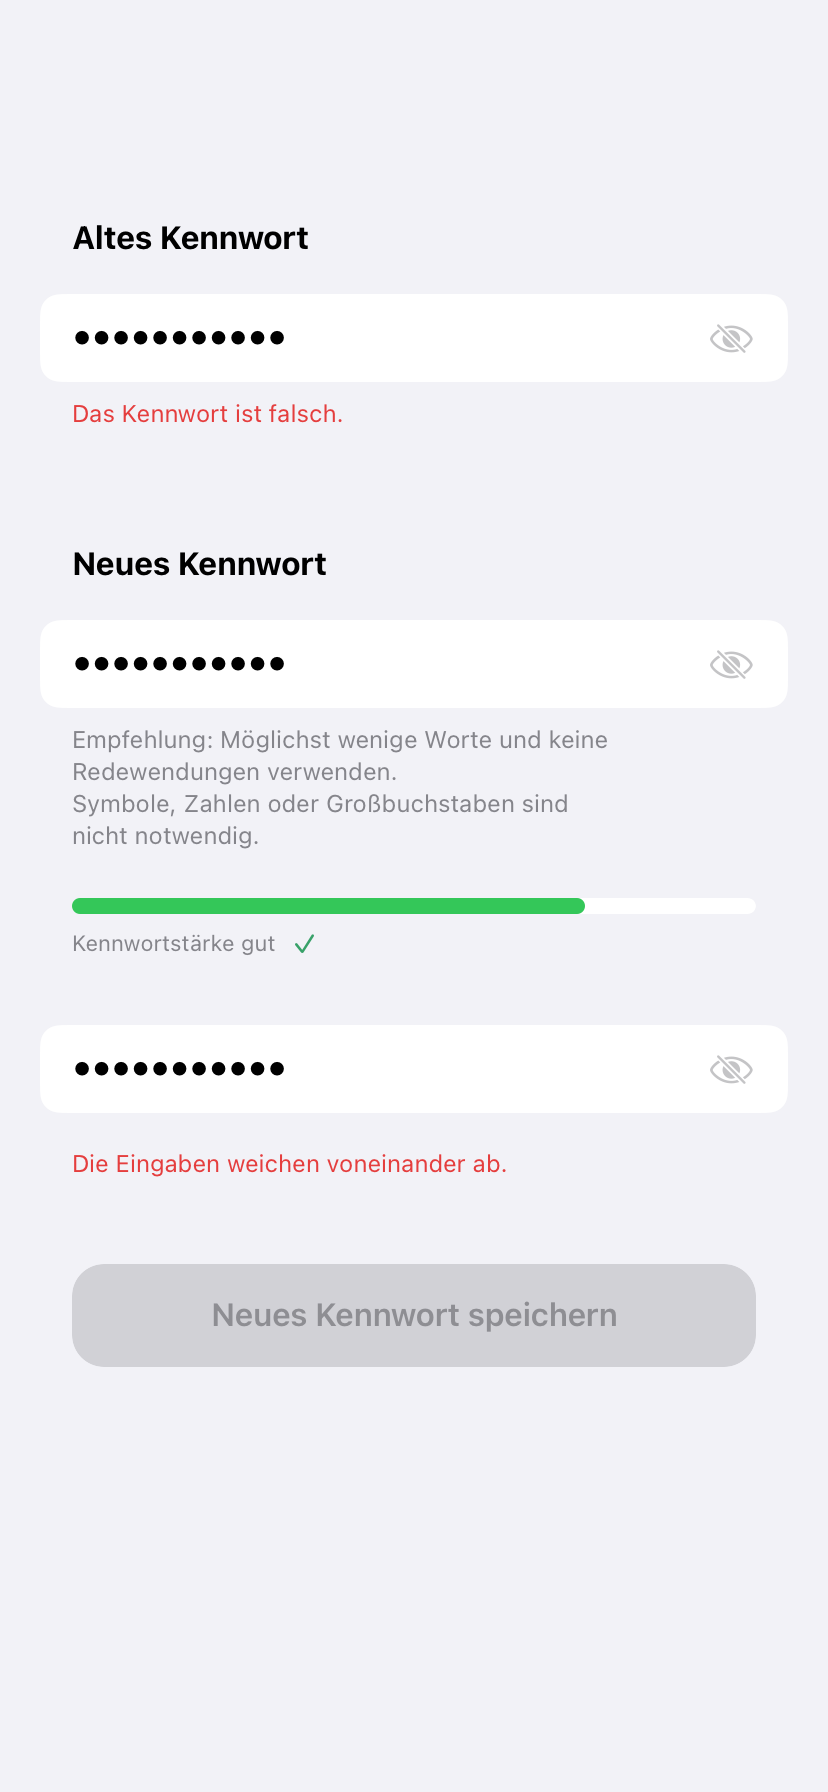 Altes Kennwort
•••••••••••
Das Kennwort ist falsch.
Neues Kennwort
•••••••••••
Empfehlung: Möglichst wenige Worte und keine
Redewendungen verwenden.
Symbole, Zahlen oder Großbuchstaben sind
nicht notwendig.
Kennwortstärke gut ✓
•••••••••••
Die Eingaben weichen voneinander ab.
Neues Kennwort speichern